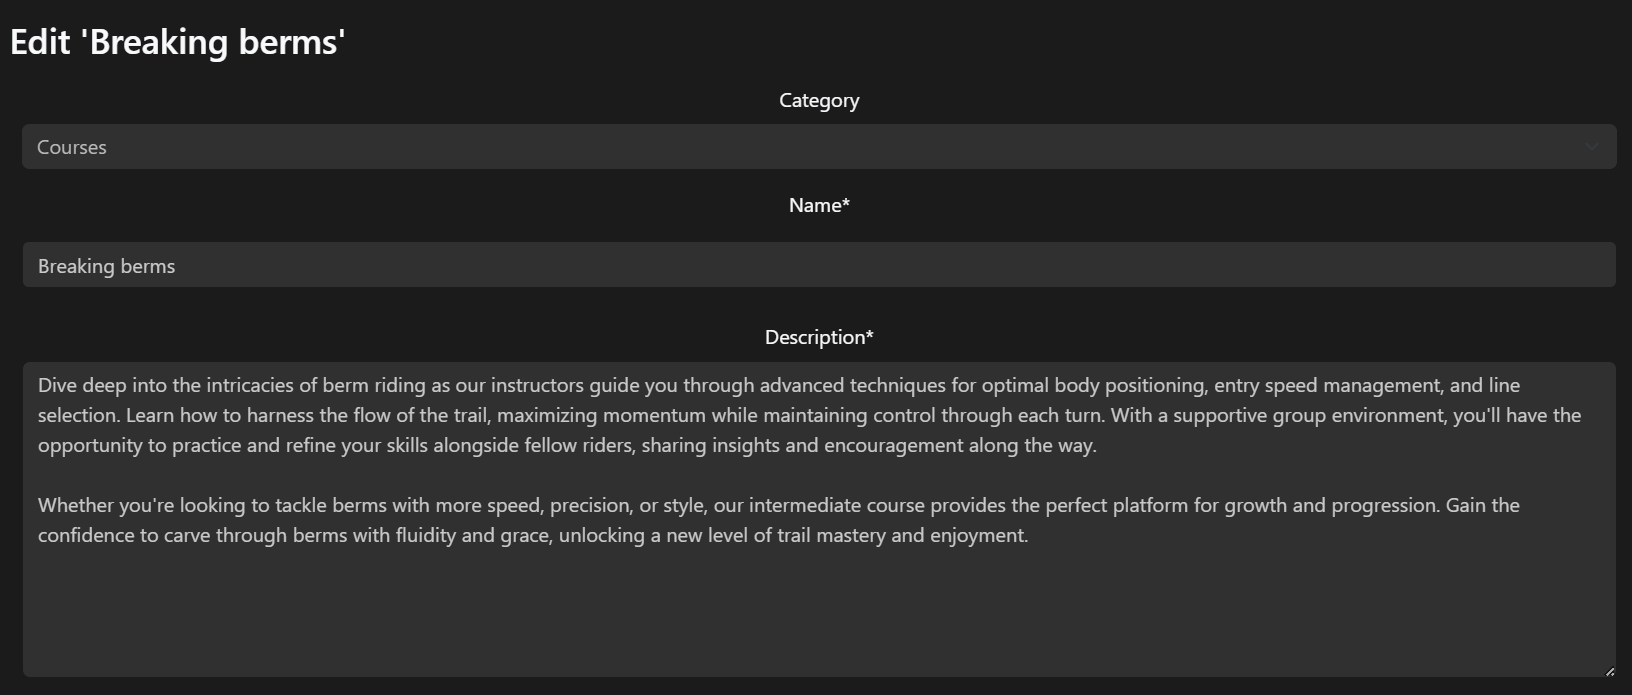 Edit 'Breaking berms'
Category
Courses
Name*
Breaking berms
Description*
Dive deep into the intricacies of berm riding as our instructors guide you through advanced techniques for optimal body positioning, entry speed management, and line
selection. Learn how to harness the flow of the trail, maximizing momentum while maintaining control through each turn. With a supportive group environment, you'll have the
opportunity to practice and refine your skills alongside fellow riders, sharing insights and encouragement along the way.
Whether you're looking to tackle berms with more speed, precision, or style, our intermediate course provides the perfect platform for growth and progression. Gain the
confidence to carve through berms with fluidity and grace, unlocking a new level of trail mastery and enjoyment.